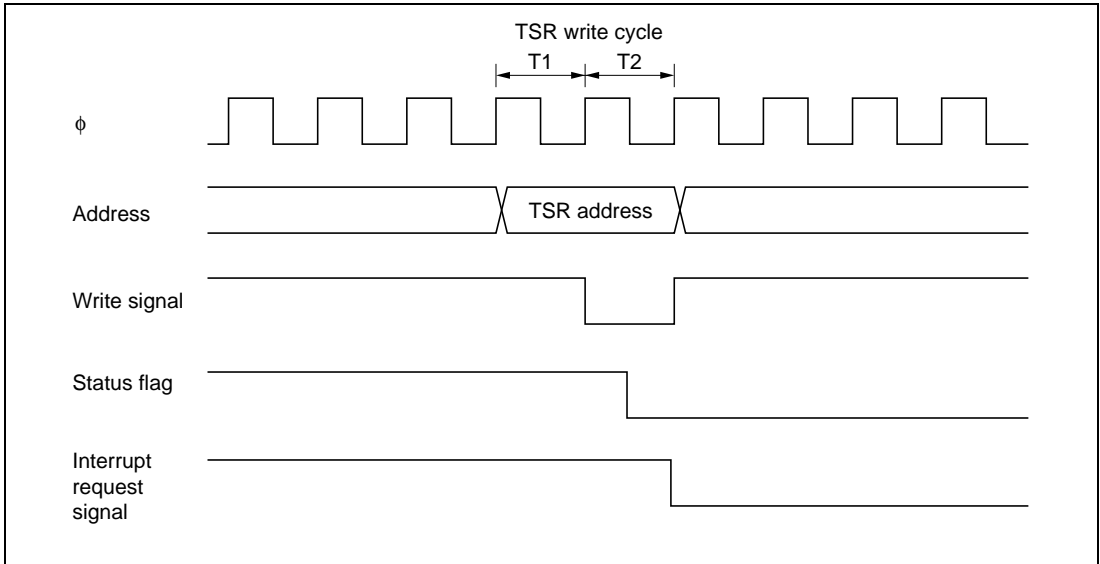 TSR write cycle
T1 T2
ϕ
Address
TSR address
Write signal
Status flag
Interrupt
request
signal